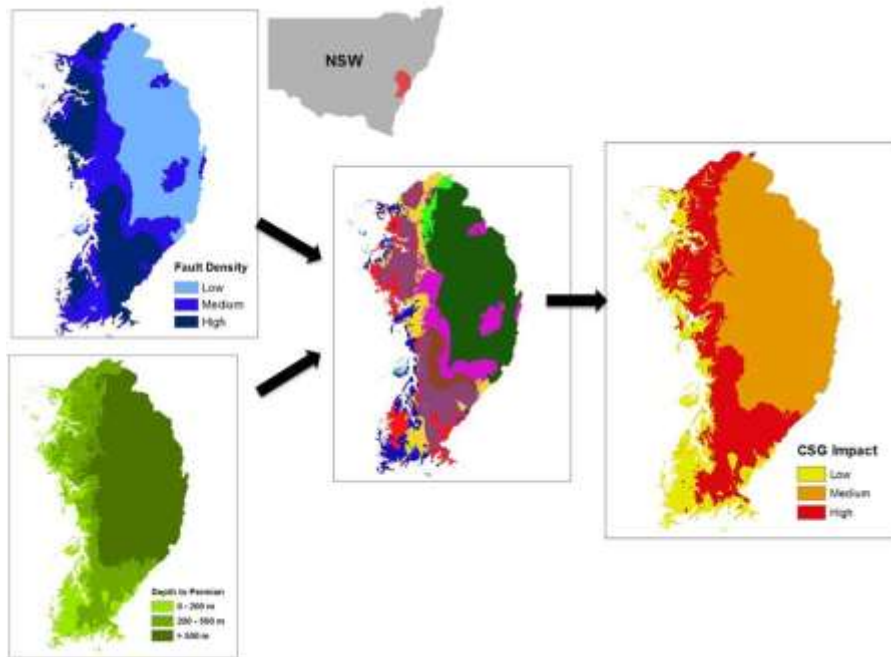 NSW
Fault Density
Low
Medium
High
Depth to Permian
0 - 200 m
200 - 500 m
> 500 m
CSG Impact
Low
Medium
High